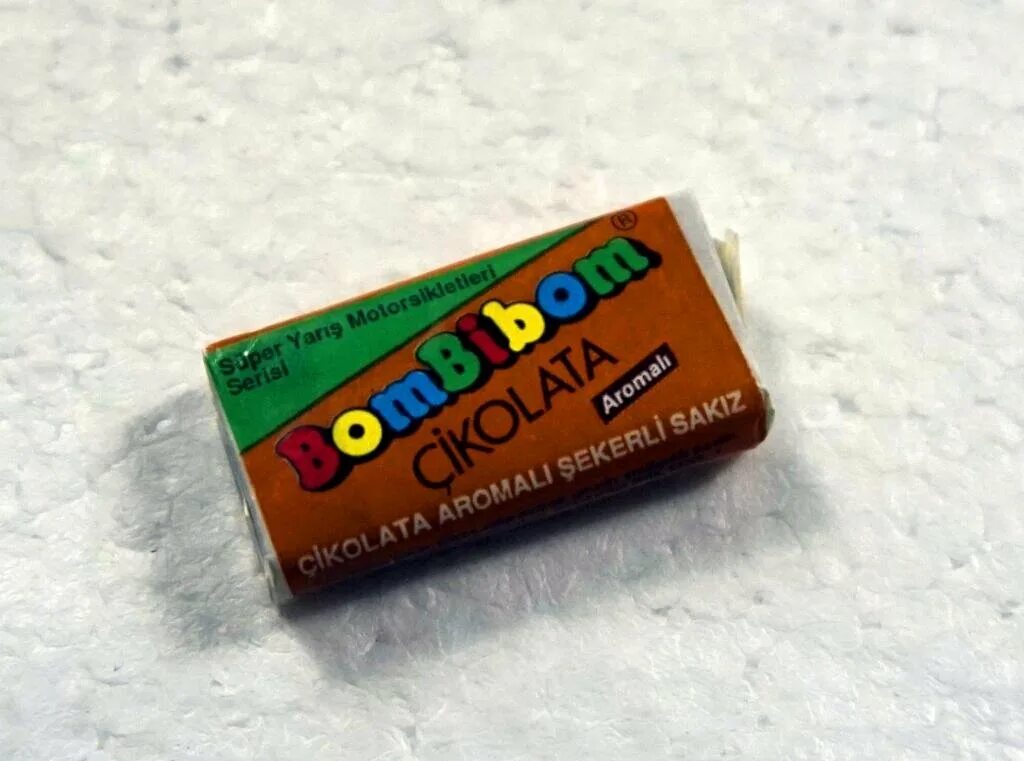 Süper Yarış Motorsikletleri
Serisi
BomBibom ®
ÇİKOLATA
Aromalı
ÇİKOLATA AROMALI ŞEKERLİ SAKIZ